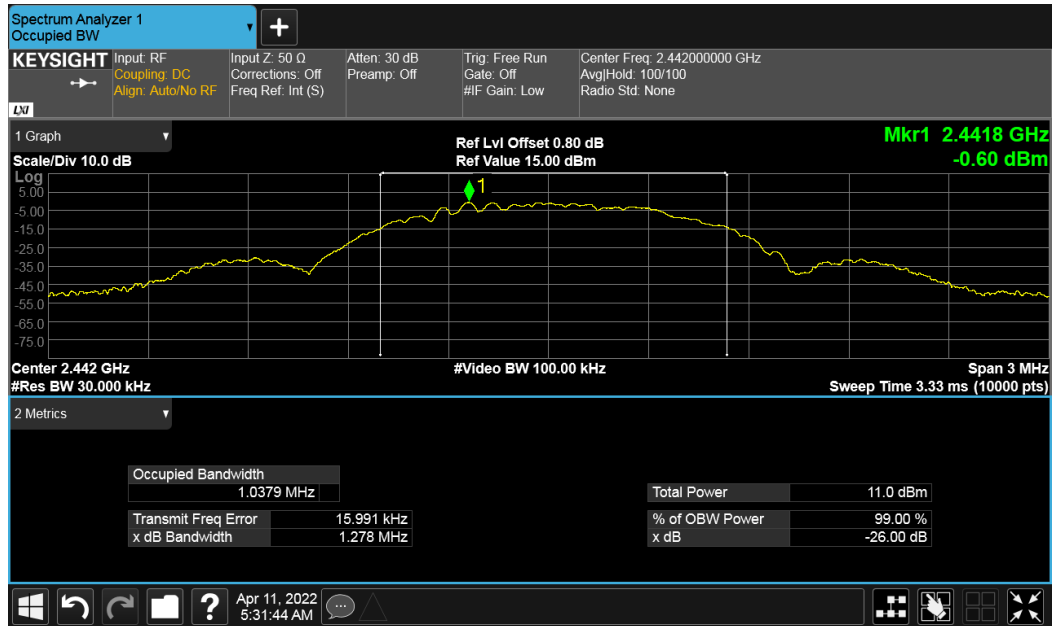 Spectrum Analyzer 1
Occupied BW
+
KEYSIGHT
Input: RF
Coupling: DC
Align: Auto/No RF
Input Z: 50 Ω
Corrections: Off
Freq Ref: Int (S)
Atten: 30 dB
Preamp: Off
Trig: Free Run
Gate: Off
#IF Gain: Low
Center Freq: 2.442000000 GHz
Avg|Hold: 100/100
Radio Std: None
LXI
1 Graph
Scale/Div 10.0 dB
Ref Lvl Offset 0.80 dB
Ref Value 15.00 dBm
Mkr1 2.4418 GHz
-0.60 dBm
Log
1
5.00
-5.00
-15.0
-25.0
-35.0
-45.0
-55.0
-65.0
-75.0
Center 2.442 GHz
#Video BW 100.00 kHz
Span 3 MHz
#Res BW 30.000 kHz
Sweep Time 3.33 ms (10000 pts)
2 Metrics
Occupied Bandwidth
1.0379 MHz
Total Power 11.0 dBm
Transmit Freq Error 15.991 kHz
% of OBW Power 99.00 %
x dB Bandwidth 1.278 MHz
x dB -26.00 dB
?
Apr 11, 2022
5:31:44 AM